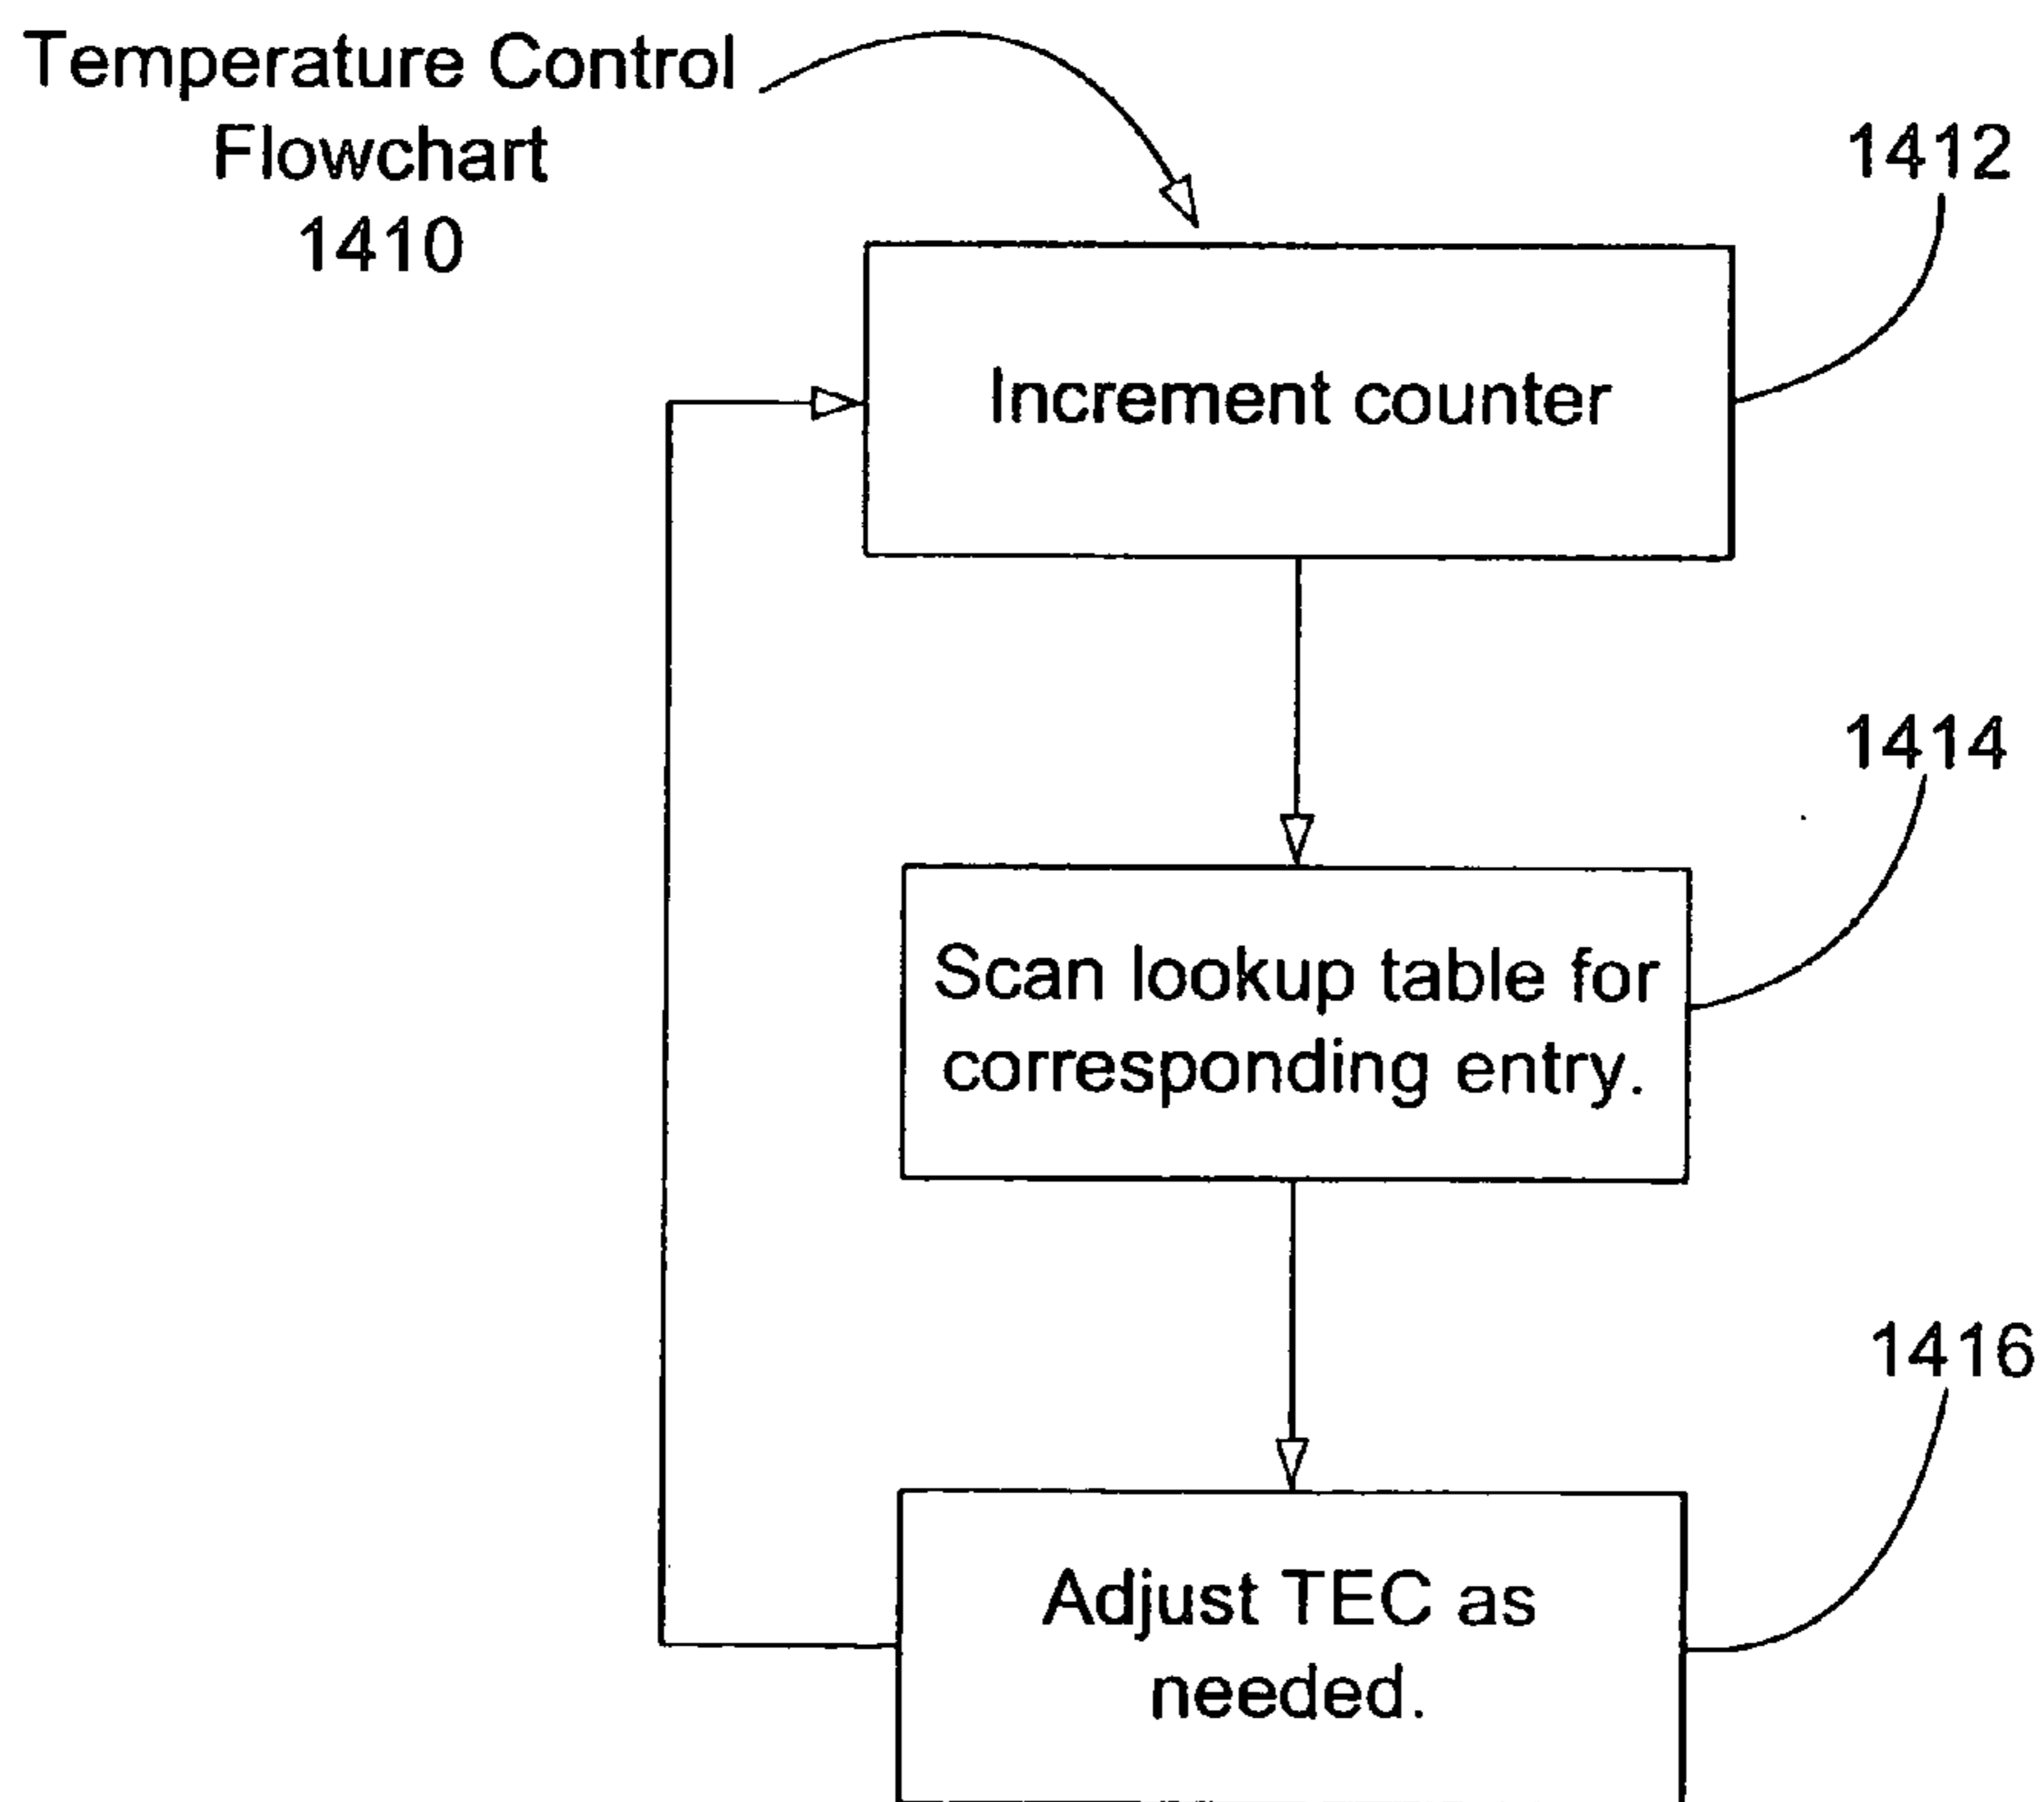 Temperature Control
Flowchart
1410
1412
Increment counter
1414
Scan lookup table for
corresponding entry.
1416
Adjust TEC as
needed.